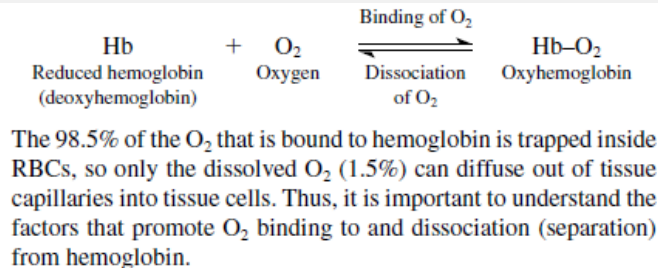 Binding of O₂
Hb + O₂ ⇌ Hb–O₂
Reduced hemoglobin Oxygen Dissociation Oxyhemoglobin
(deoxyhemoglobin) of O₂
The 98.5% of the O₂ that is bound to hemoglobin is trapped inside
RBCs, so only the dissolved O₂ (1.5%) can diffuse out of tissue
capillaries into tissue cells. Thus, it is important to understand the
factors that promote O₂ binding to and dissociation (separation)
from hemoglobin.